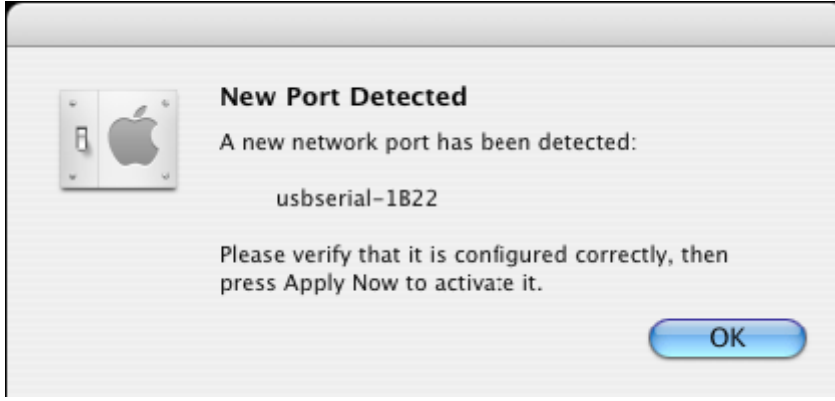 New Port Detected
A new network port has been detected:
usbserial-1B22
Please verify that it is configured correctly, then
press Apply Now to activate it.
OK